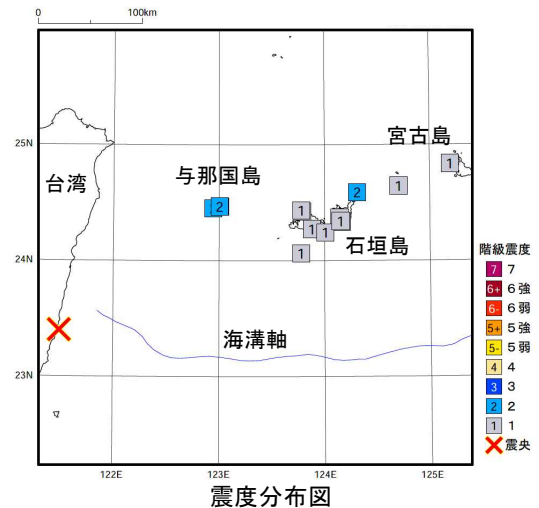 0 100km
25N
24N
23N
122E 123E 124E 125E
台湾
与那国島
宮古島
石垣島
海溝軸
2
2
1
1
1
1
1
1
1
階級震度
7 7
6+ 6強
6- 6弱
5+ 5強
5- 5弱
4 4
3 3
2 2
1 1
震央
震度分布図